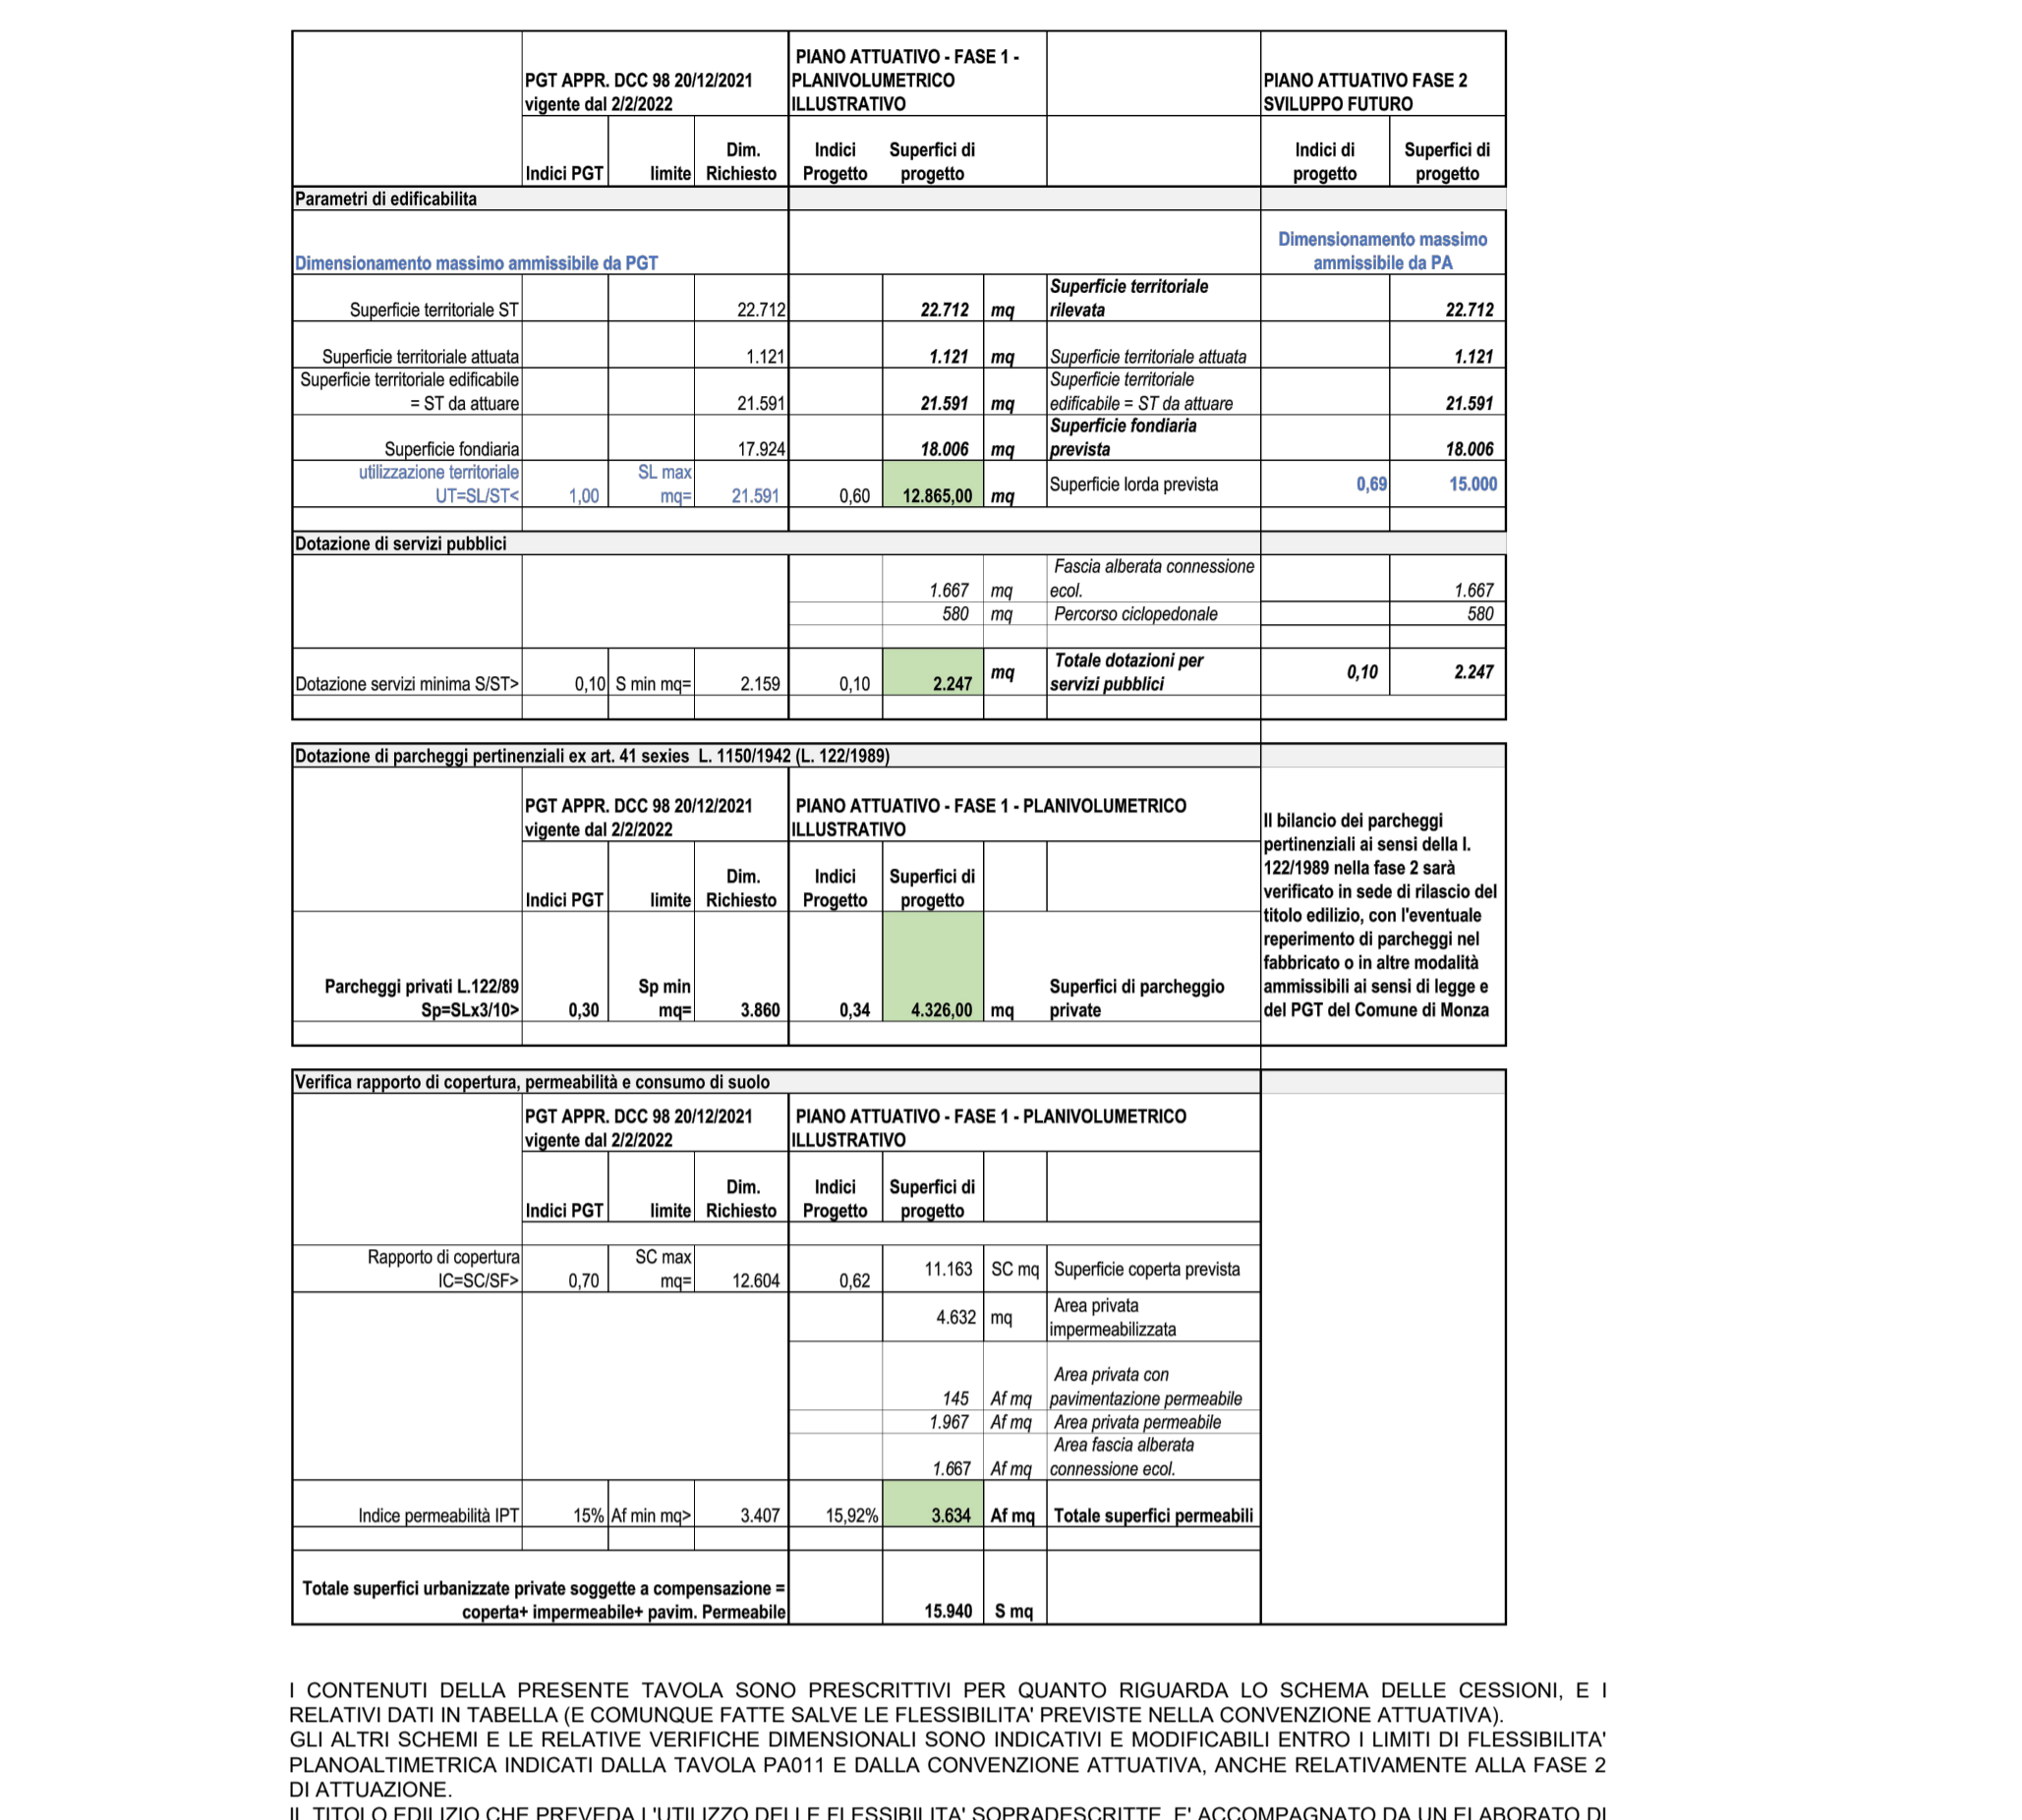 PGT APPR. DCC 98 20/12/2021
vigente dal 2/2/2022
PIANO ATTUATIVO - FASE 1 -
PLANIVOLUMETRICO
ILLUSTRATIVO
PIANO ATTUATIVO FASE 2
SVILUPPO FUTURO
Indici PGT limite Dim. Richiesto Indici Progetto Superfici di progetto Indici di progetto Superfici di progetto
Parametri di edificabilita
Dimensionamento massimo ammissibile da PGT
Dimensionamento massimo
ammissibile da PA
Superficie territoriale ST 22.712 22.712 mq Superficie territoriale rilevata 22.712
Superficie territoriale attuata 1.121 1.121 mq Superficie territoriale attuata 1.121
Superficie territoriale edificabile = ST da attuare 21.591 21.591 mq Superficie territoriale edificabile = ST da attuare 21.591
Superficie fondiaria 17.924 18.006 mq Superficie fondiaria prevista 18.006
utilizzazione territoriale UT=SL/ST< 1,00 SL max mq= 21.591 0,60 12.865,00 mq Superficie lorda prevista 0,69 15.000
Dotazione di servizi pubblici
1.667 mq Fascia alberata connessione ecol. 1.667
580 mq Percorso ciclopedonale 580
Dotazione servizi minima S/ST> 0,10 S min mq= 2.159 0,10 2.247 mq Totale dotazioni per servizi pubblici 0,10 2.247
Dotazione di parcheggi pertinenziali ex art. 41 sexies L. 1150/1942 (L. 122/1989)
PGT APPR. DCC 98 20/12/2021
vigente dal 2/2/2022
PIANO ATTUATIVO - FASE 1 - PLANIVOLUMETRICO
ILLUSTRATIVO
Indici PGT limite Dim. Richiesto Indici Progetto Superfici di progetto
Parcheggi privati L.122/89 Sp=SLx3/10> 0,30 Sp min mq= 3.860 0,34 4.326,00 mq Superfici di parcheggio private
Il bilancio dei parcheggi
pertinenziali ai sensi della l.
122/1989 nella fase 2 sarà
verificato in sede di rilascio del
titolo edilizio, con l'eventuale
reperimento di parcheggi nel
fabbricato o in altre modalità
ammissibili ai sensi di legge e
del PGT del Comune di Monza
Verifica rapporto di copertura, permeabilità e consumo di suolo
PGT APPR. DCC 98 20/12/2021
vigente dal 2/2/2022
PIANO ATTUATIVO - FASE 1 - PLANIVOLUMETRICO
ILLUSTRATIVO
Indici PGT limite Dim. Richiesto Indici Progetto Superfici di progetto
Rapporto di copertura IC=SC/SF> 0,70 SC max mq= 12.604 0,62 11.163 SC mq Superficie coperta prevista
4.632 mq Area privata impermeabilizzata
145 Af mq Area privata con pavimentazione permeabile
1.967 Af mq Area privata permeabile
1.667 Af mq Area fascia alberata connessione ecol.
Indice permeabilità IPT 15% Af min mq> 3.407 15,92% 3.634 Af mq Totale superfici permeabili
Totale superfici urbanizzate private soggette a compensazione =
coperta+ impermeabile+ pavim. Permeabile 15.940 S mq
I CONTENUTI DELLA PRESENTE TAVOLA SONO PRESCRITTIVI PER QUANTO RIGUARDA LO SCHEMA DELLE CESSIONI, E I
RELATIVI DATI IN TABELLA (E COMUNQUE FATTE SALVE LE FLESSIBILITA' PREVISTE NELLA CONVENZIONE ATTUATIVA).
GLI ALTRI SCHEMI E LE RELATIVE VERIFICHE DIMENSIONALI SONO INDICATIVI E MODIFICABILI ENTRO I LIMITI DI FLESSIBILITA'
PLANOALTIMETRICA INDICATI DALLA TAVOLA PA011 E DALLA CONVENZIONE ATTUATIVA, ANCHE RELATIVAMENTE ALLA FASE 2
DI ATTUAZIONE.
IL TITOLO EDILIZIO CHE PREVEDA L'UTILIZZO DELLE FLESSIBILITA' SOPRADESCRITTE, E' ACCOMPAGNATO DA UN ELABORATO DI